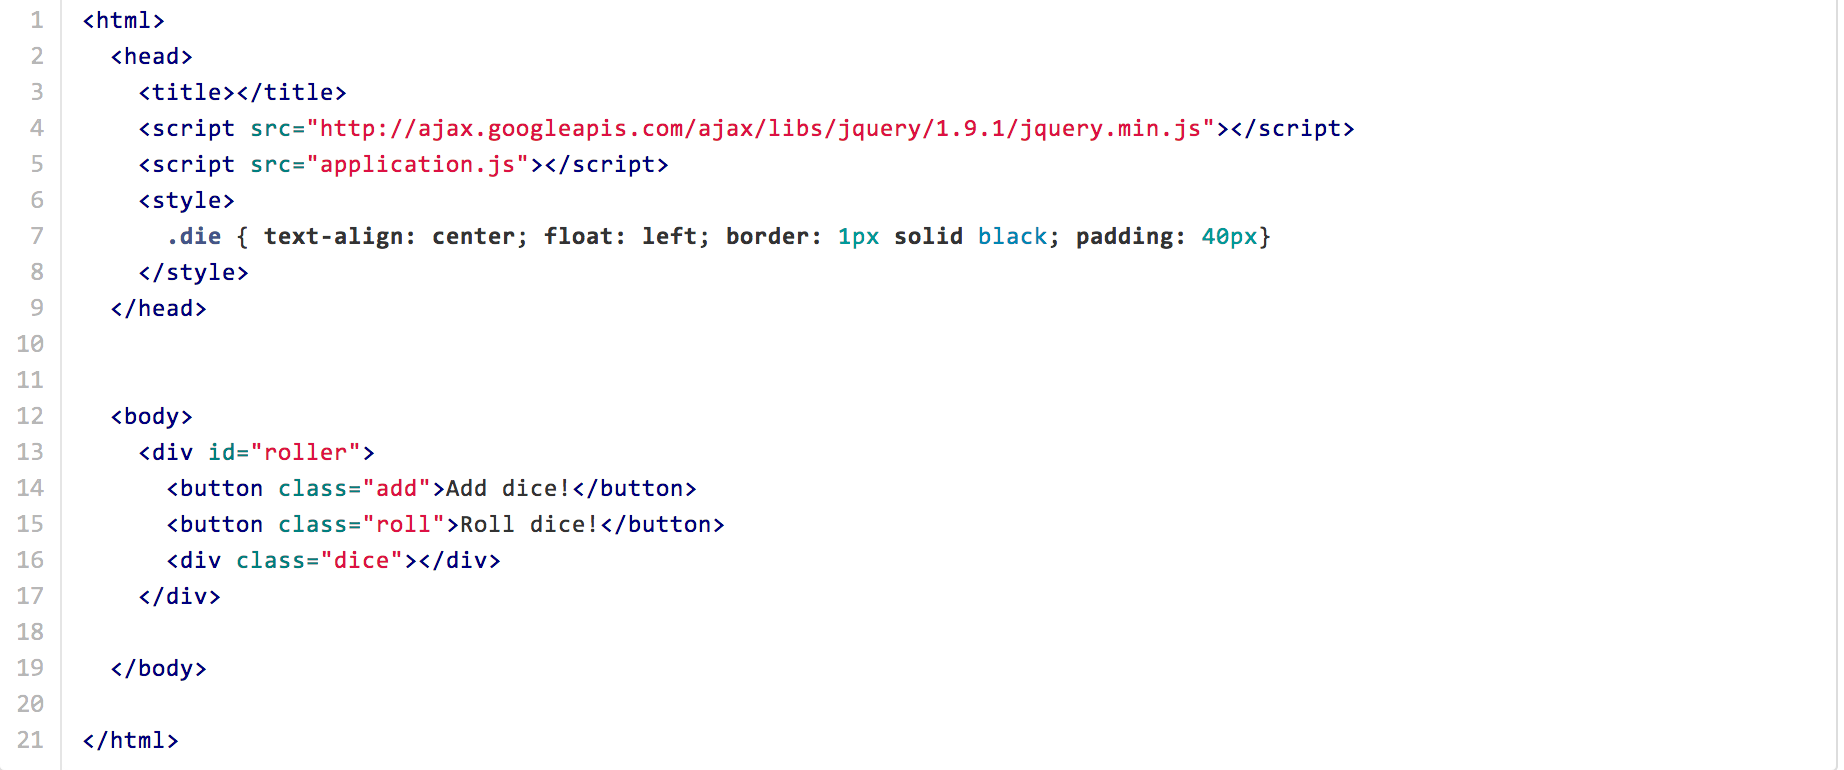 1 <html>
2   <head>
3     <title></title>
4     <script src="http://ajax.googleapis.com/ajax/libs/jquery/1.9.1/jquery.min.js"></script>
5     <script src="application.js"></script>
6     <style>
7       .die { text-align: center; float: left; border: 1px solid black; padding: 40px}
8     </style>
9   </head>
10
11
12   <body>
13     <div id="roller">
14       <button class="add">Add dice!</button>
15       <button class="roll">Roll dice!</button>
16       <div class="dice"></div>
17     </div>
18
19   </body>
20
21 </html>